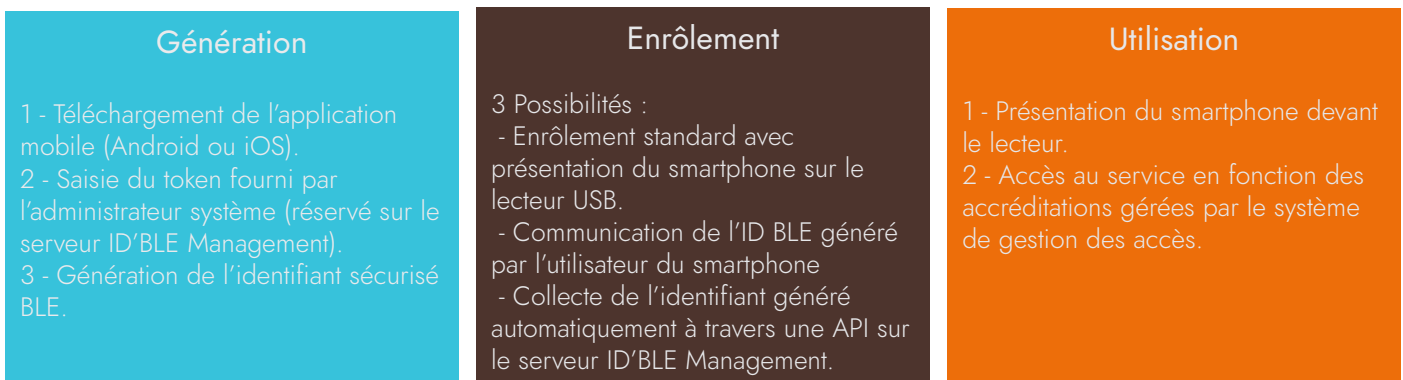 Génération
1 - Téléchargement de l'application
mobile (Android ou iOS).
2 - Saisie du token fourni par
l'administrateur système (réservé sur le
serveur ID'BLE Management).
3 - Génération de l'identifiant sécurisé
BLE.
Enrôlement
3 Possibilités :
- Enrôlement standard avec
présentation du smartphone sur le
lecteur USB.
- Communication de l'ID BLE généré
par l'utilisateur du smartphone
- Collecte de l'identifiant généré
automatiquement à travers une API sur
le serveur ID'BLE Management.
Utilisation
1 - Présentation du smartphone devant
le lecteur.
2 - Accès au service en fonction des
accréditations gérées par le système
de gestion des accès.